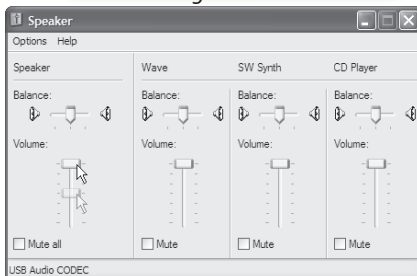 Speaker
Options Help
Speaker Wave SW Synth CD Player
Balance: Balance: Balance: Balance:
Volume: Volume: Volume: Volume:
Mute all Mute Mute Mute
USB Audio CODEC